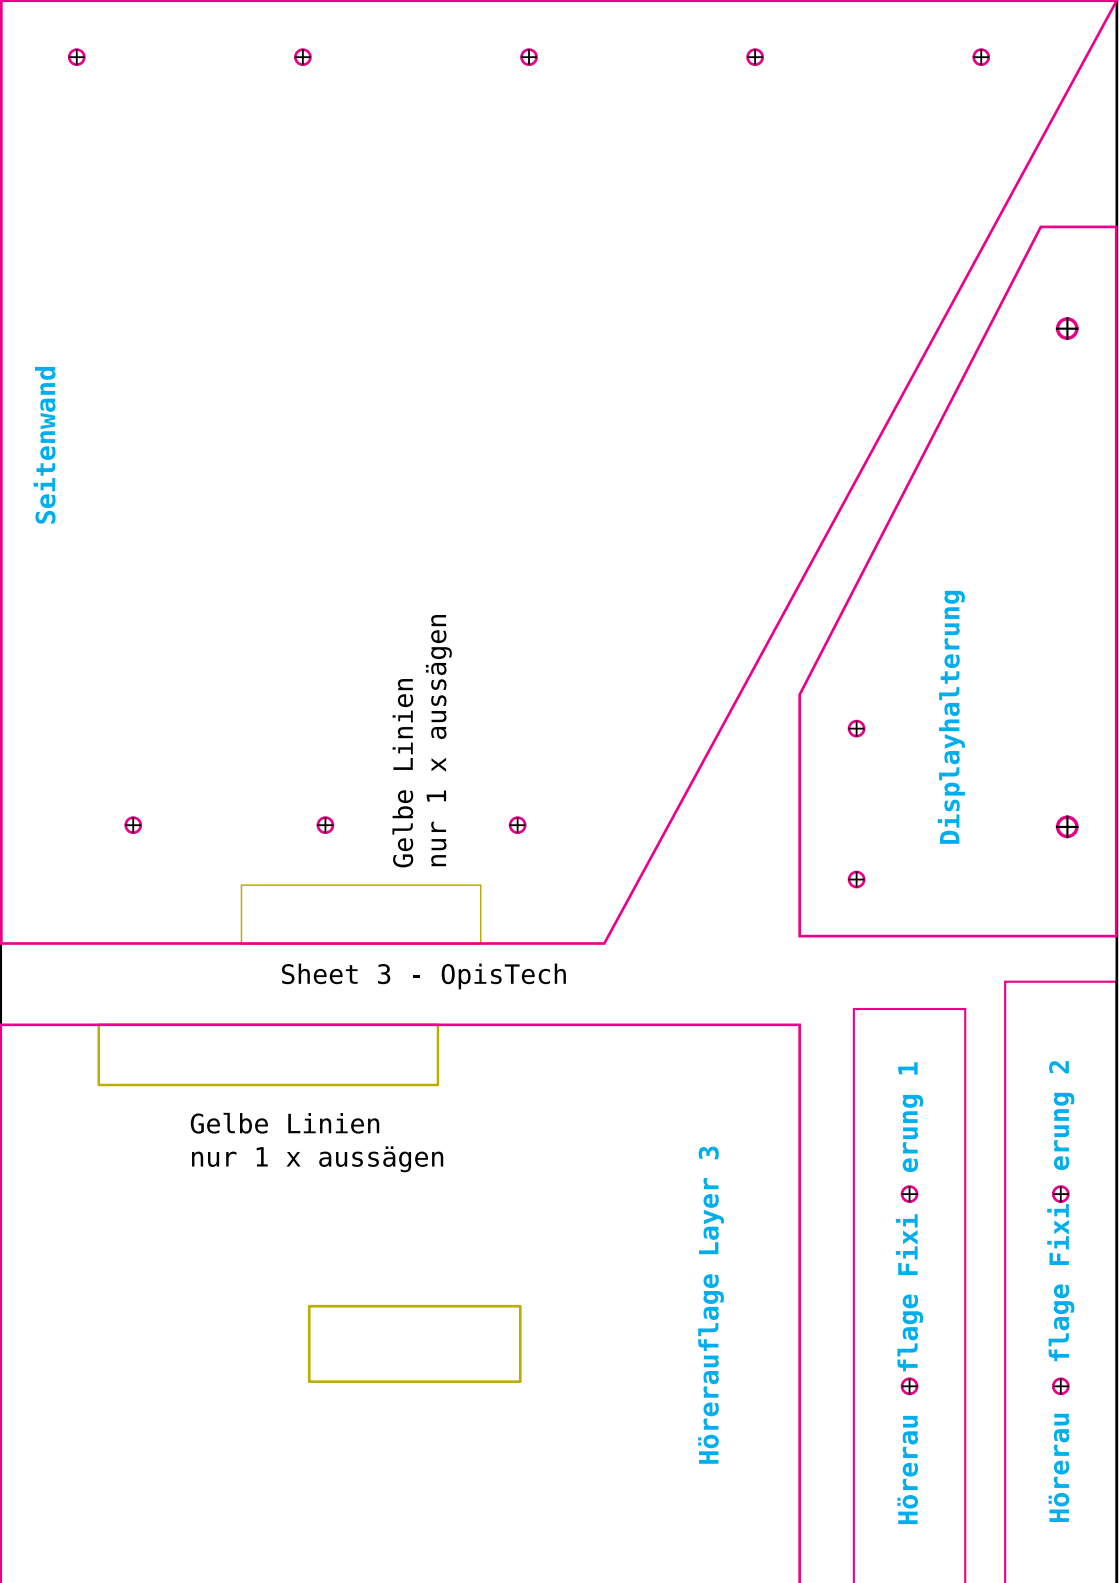 Seitenwand
Gelbe Linien
nur 1 x aussägen
Displayhalterung
Sheet 3 - OpisTech
Gelbe Linien
nur 1 x aussägen
Hörerauflage Layer 3
Hörerau flage Fixi erung 1
Hörerau flage Fixi erung 2